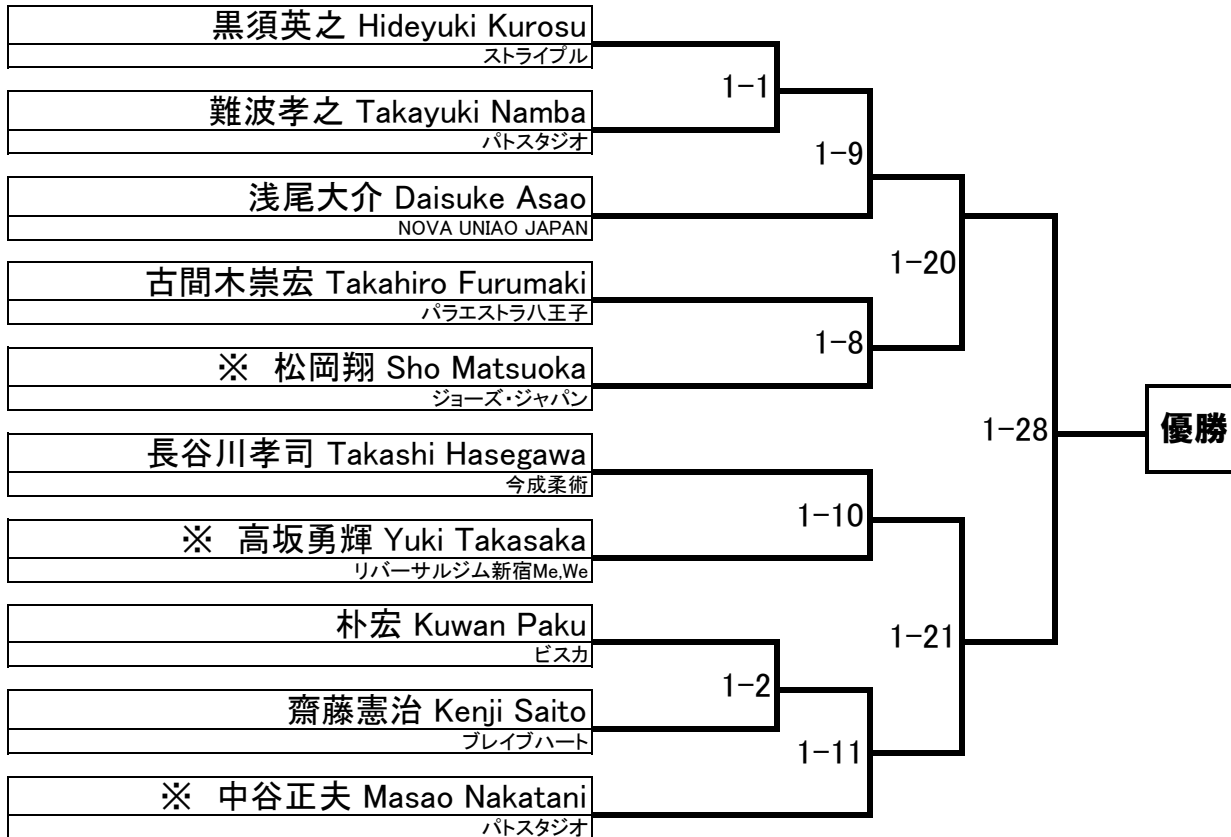 黒須英之 Hideyuki Kurosu
ストライプル
難波孝之 Takayuki Namba
パトスタジオ
浅尾大介 Daisuke Asao
NOVA UNIAO JAPAN
古間木崇宏 Takahiro Furumaki
パラエストラ八王子
※ 松岡翔 Sho Matsuoka
ジョーズ・ジャパン
長谷川孝司 Takashi Hasegawa
今成柔術
※ 高坂勇輝 Yuki Takasaka
リバーサルジム新宿Me,We
朴宏 Kuwan Paku
ビスカ
齋藤憲治 Kenji Saito
ブレイブハート
※ 中谷正夫 Masao Nakatani
パトスタジオ
1-1
1-9
1-20
1-8
1-28
優勝
1-10
1-21
1-2
1-11